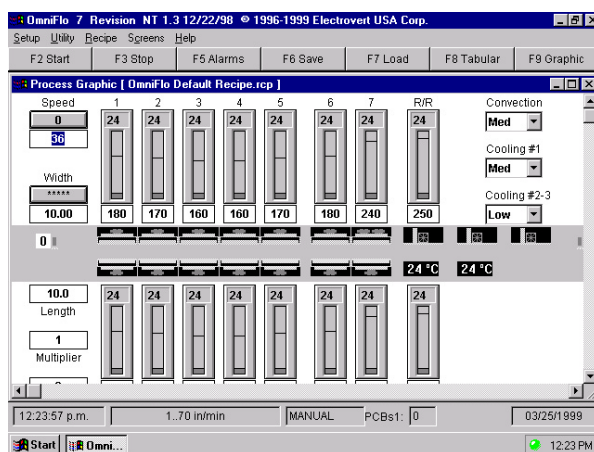 OmniFlo 7 Revision NT 1.3 12/22/98 © 1996-1999 Electrovert USA Corp.
Setup Utility Recipe Screens Help
F2 Start F3 Stop F5 Alarms F6 Save F7 Load F8 Tabular F9 Graphic
Process Graphic [ OmniFlo Default Recipe.rcp ]
Speed 1 2 3 4 5 6 7 R/R Convection
0 24 24 24 24 24 24 24 24 Med
36
Cooling #1
Med
Width
Cooling #2-3
*****
10.00 180 170 160 160 170 180 240 250 Low
0
24 °C 24 °C
10.0 24 24 24 24 24 24 24 24
Length
1
Multiplier
12:23:57 p.m. 1..70 in/min MANUAL PCBs1: 0 03/25/1999
Start Omni... 12:23 PM